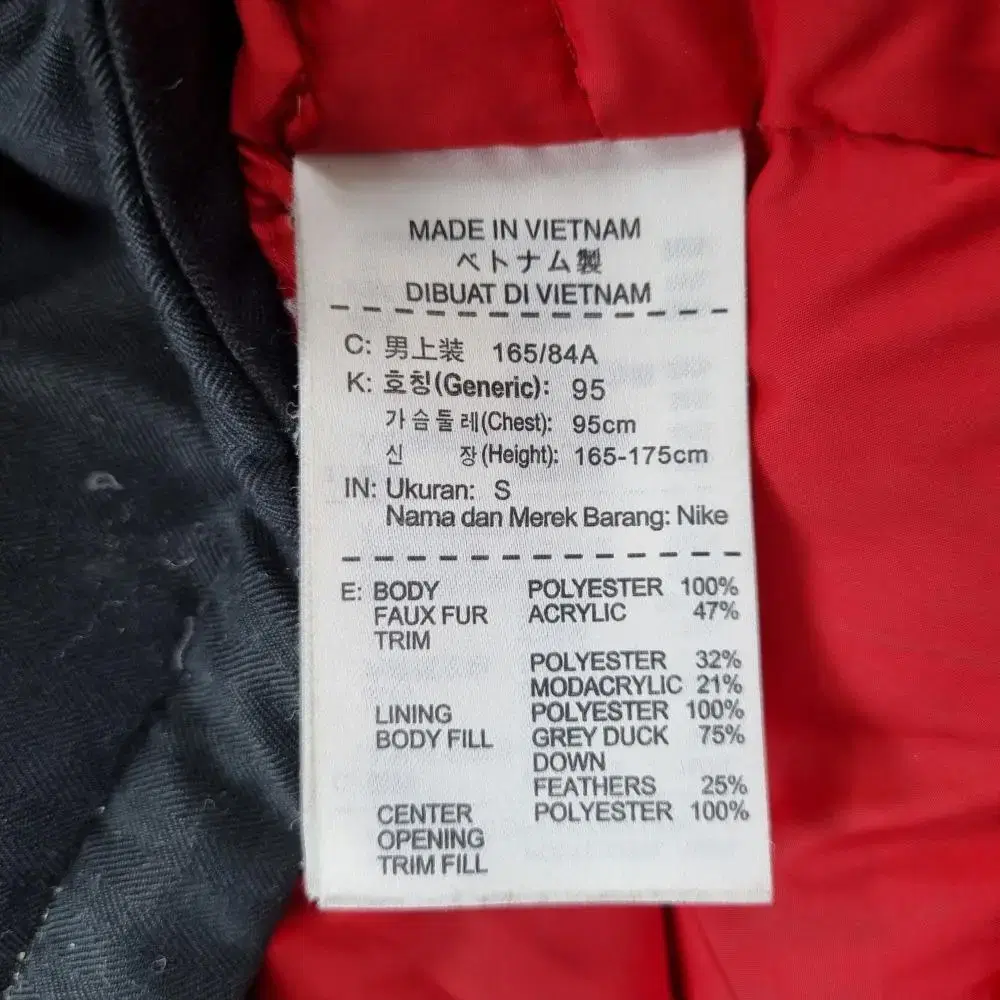 MADE IN VIETNAM
ベトナム製
DIBUAT DI VIETNAM
C: 男上装 165/84A
K: 호칭(Generic): 95
가슴둘레(Chest): 95cm
신 장(Height): 165-175cm
IN: Ukuran: S
Nama dan Merek Barang: Nike
E: BODY POLYESTER 100%
FAUX FUR ACRYLIC 47%
TRIM
POLYESTER 32%
MODACRYLIC 21%
LINING POLYESTER 100%
BODY FILL GREY DUCK 75%
DOWN
FEATHERS 25%
CENTER POLYESTER 100%
OPENING
TRIM FILL